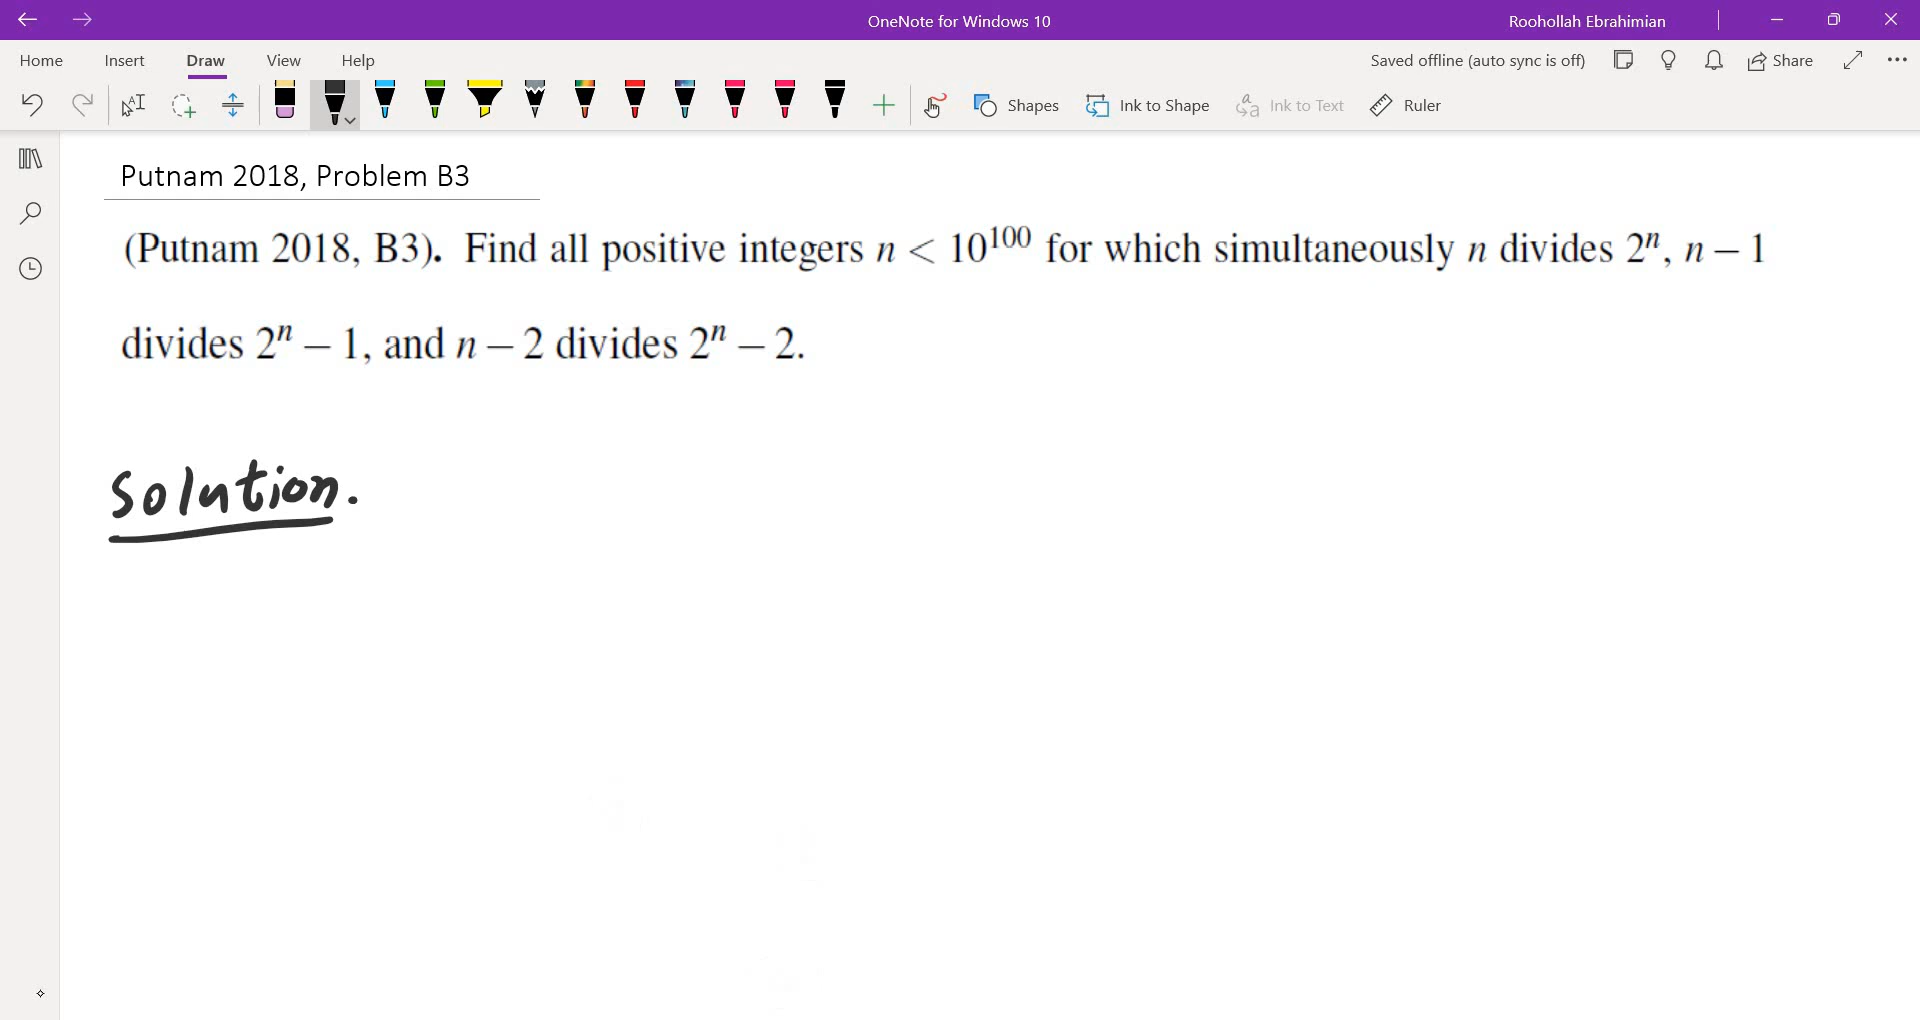 OneNote for Windows 10
Roohollah Ebrahimian
Home Insert Draw View Help
Saved offline (auto sync is off) Share
Shapes Ink to Shape Ink to Text Ruler
Putnam 2018, Problem B3
(Putnam 2018, B3). Find all positive integers n < 10^100 for which simultaneously n divides 2^n, n − 1
divides 2^n − 1, and n − 2 divides 2^n − 2.
Solution.